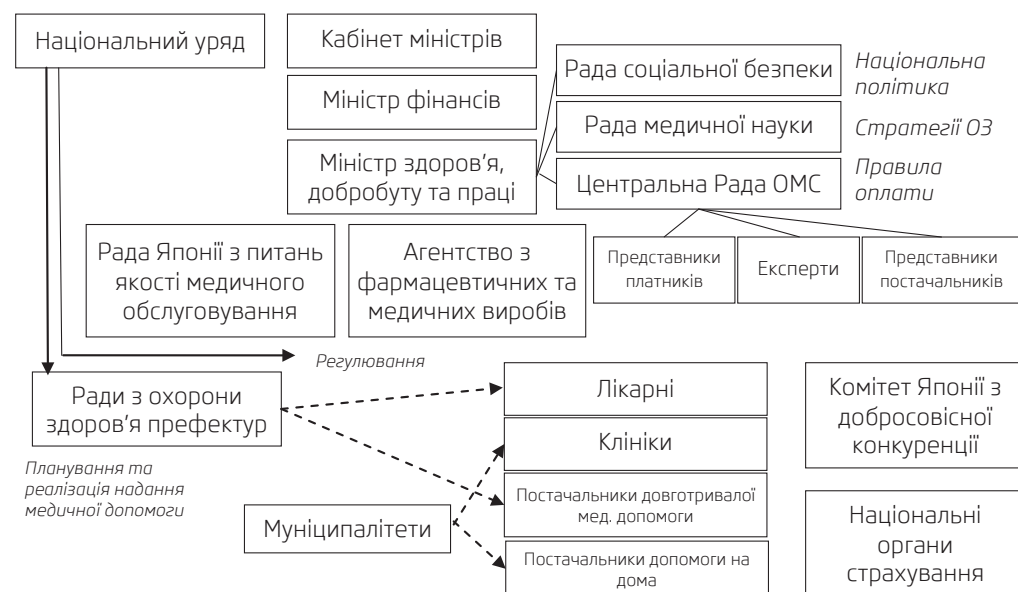 Національний уряд
Кабінет міністрів
Міністр фінансів
Міністр здоров’я,
добробуту та праці
Рада соціальної безпеки
Рада медичної науки
Центральна Рада ОМС
Національна
політика
Стратегії ОЗ
Правила
оплати
Представники
платників
Експерти
Представники
постачальників
Рада Японії з питань
якості медичного
обслуговування
Агентство з
фармацевтичних та
медичних виробів
Регулювання
Ради з охорони
здоров’я префектур
Планування та
реалізація надання
медичної допомоги
Муніципалітети
Лікарні
Клініки
Постачальники довготривалої
мед. допомоги
Постачальники допомоги на
дома
Комітет Японії з
добросовісної
конкуренції
Національні
органи
страхування